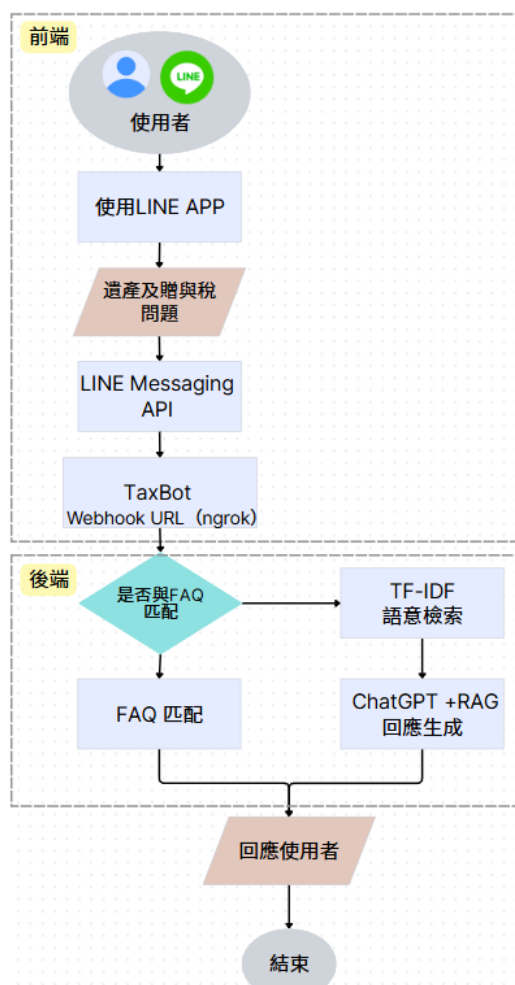 前端
LINE
使用者
使用LINE APP
遺產及贈與稅
問題
LINE Messaging
API
TaxBot
Webhook URL（ngrok）
後端
是否與FAQ
匹配
TF-IDF
語意檢索
FAQ 匹配
ChatGPT +RAG
回應生成
回應使用者
結束